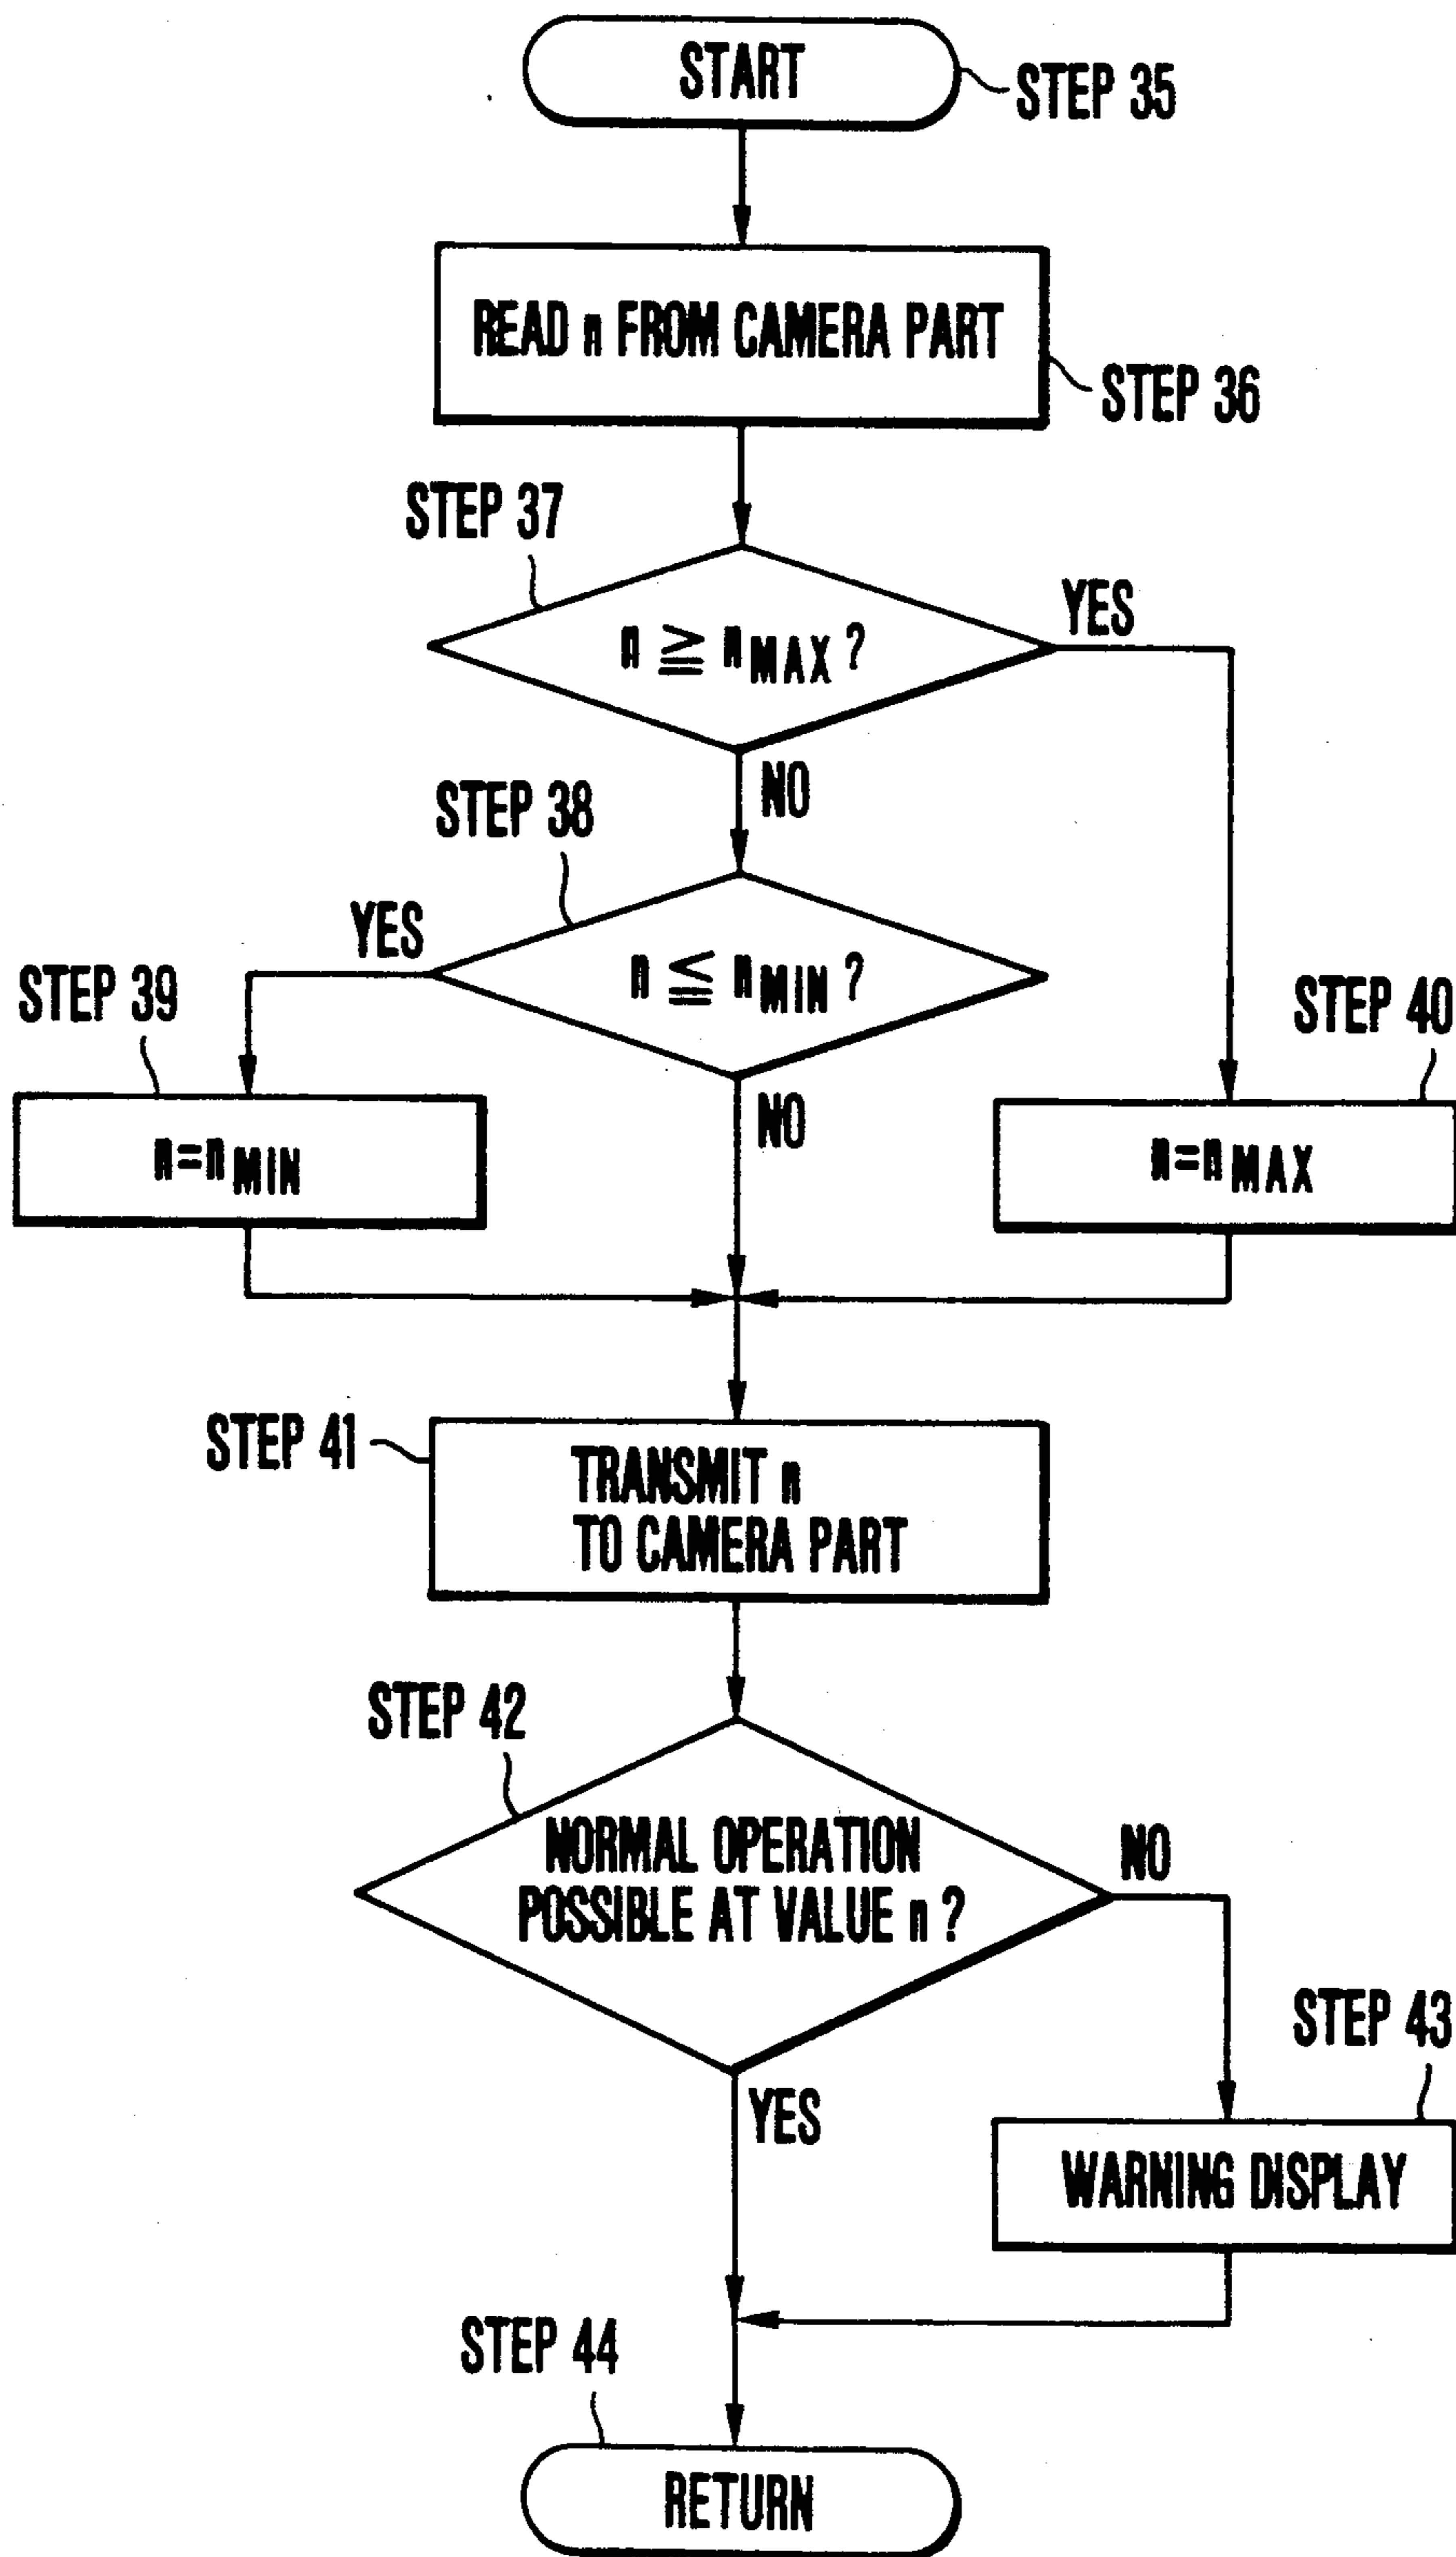 START
STEP 35
READ n FROM CAMERA PART
STEP 36
STEP 37
n ≧ nMAX ?
YES
NO
STEP 38
n ≦ nMIN ?
YES
NO
STEP 39
n=nMIN
STEP 40
n=nMAX
STEP 41
TRANSMIT n
TO CAMERA PART
STEP 42
NORMAL OPERATION
POSSIBLE AT VALUE n ?
NO
YES
STEP 43
WARNING DISPLAY
STEP 44
RETURN